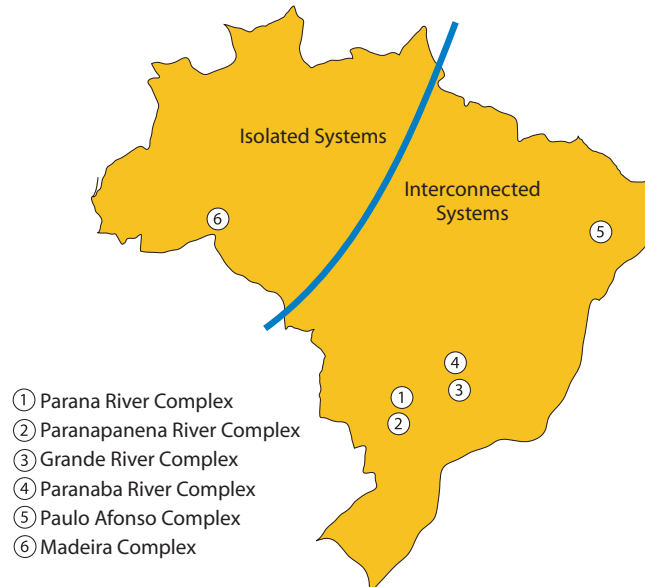 Isolated Systems
Interconnected
Systems
6
5
4
3
1
2
1 Parana River Complex
2 Paranapanena River Complex
3 Grande River Complex
4 Paranaba River Complex
5 Paulo Afonso Complex
6 Madeira Complex